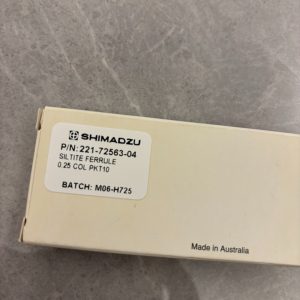 SHIMADZU
P/N: 221-72563-04
SILTITE FERRULE
0.25 COL PKT10
BATCH: M06-H725
Made in Australia